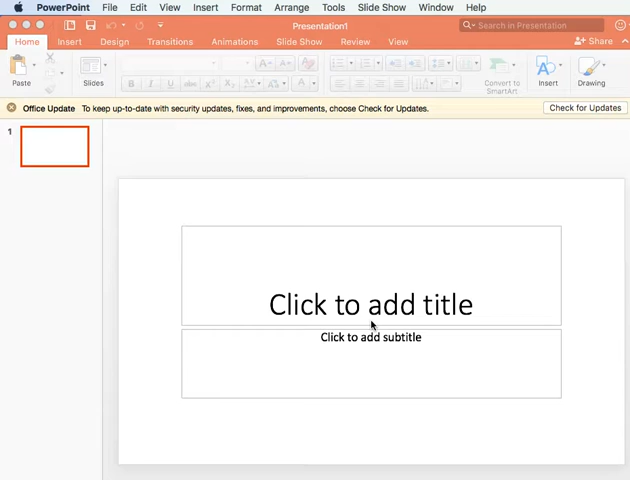 PowerPoint File Edit View Insert Format Arrange Tools Slide Show Window Help
Presentation1
Search in Presentation
Home Insert Design Transitions Animations Slide Show Review View Share
Paste Slides B I U Convert to SmartArt Insert Drawing
Office Update To keep up-to-date with security updates, fixes, and improvements, choose Check for Updates. Check for Updates
1
Click to add title
Click to add subtitle